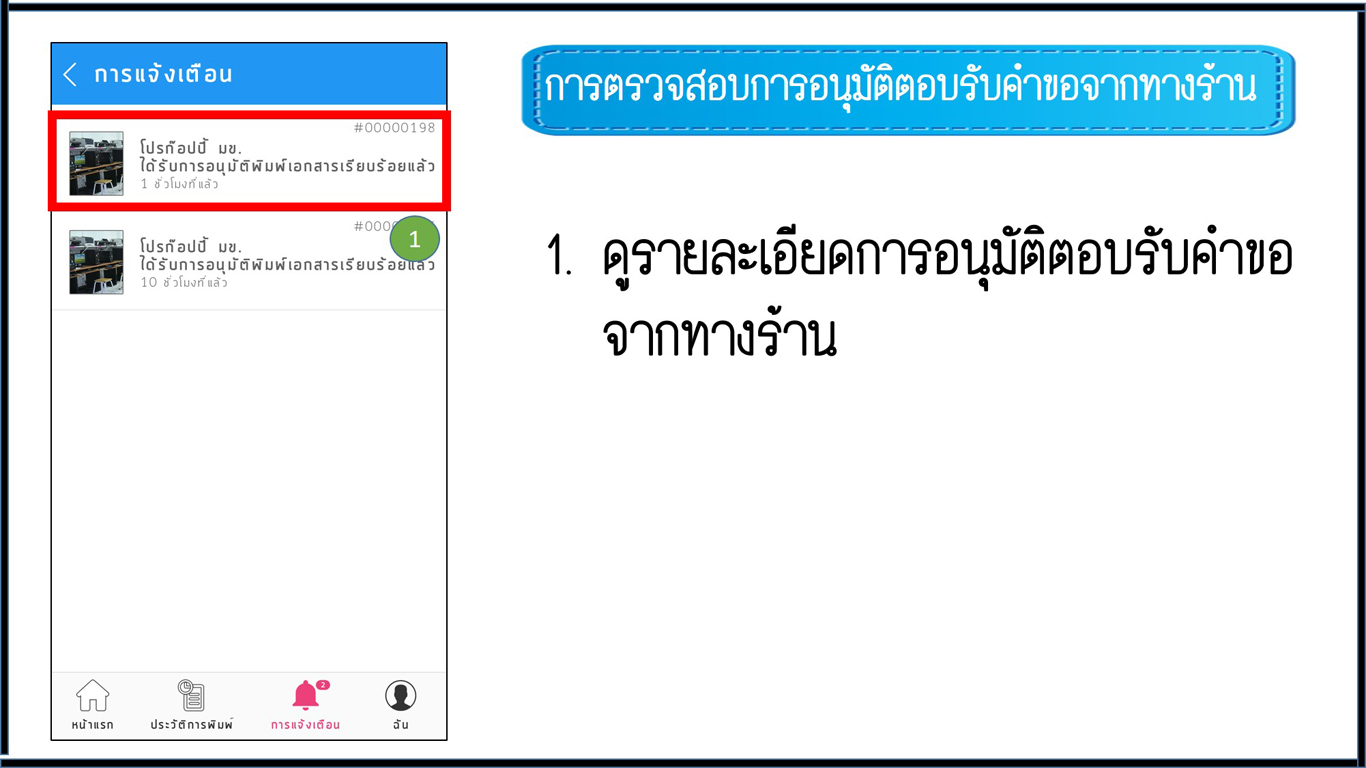 การแจ้งเตือน
#00000198
โปรก๊อปปี้ มข.
ได้รับการอนุมัติพิมพ์เอกสารเรียบร้อยแล้ว
1 ชั่วโมงที่แล้ว
#000
1
โปรก๊อปปี้ มข.
ได้รับการอนุมัติพิมพ์เอกสารเรียบร้อยแล้ว
10 ชั่วโมงที่แล้ว
2
หน้าแรก ประวัติการพิมพ์ การแจ้งเตือน ฉัน
การตรวจสอบการอนุมัติตอบรับคำขอจากทางร้าน
1. ดูรายละเอียดการอนุมัติตอบรับคำขอ
จากทางร้าน